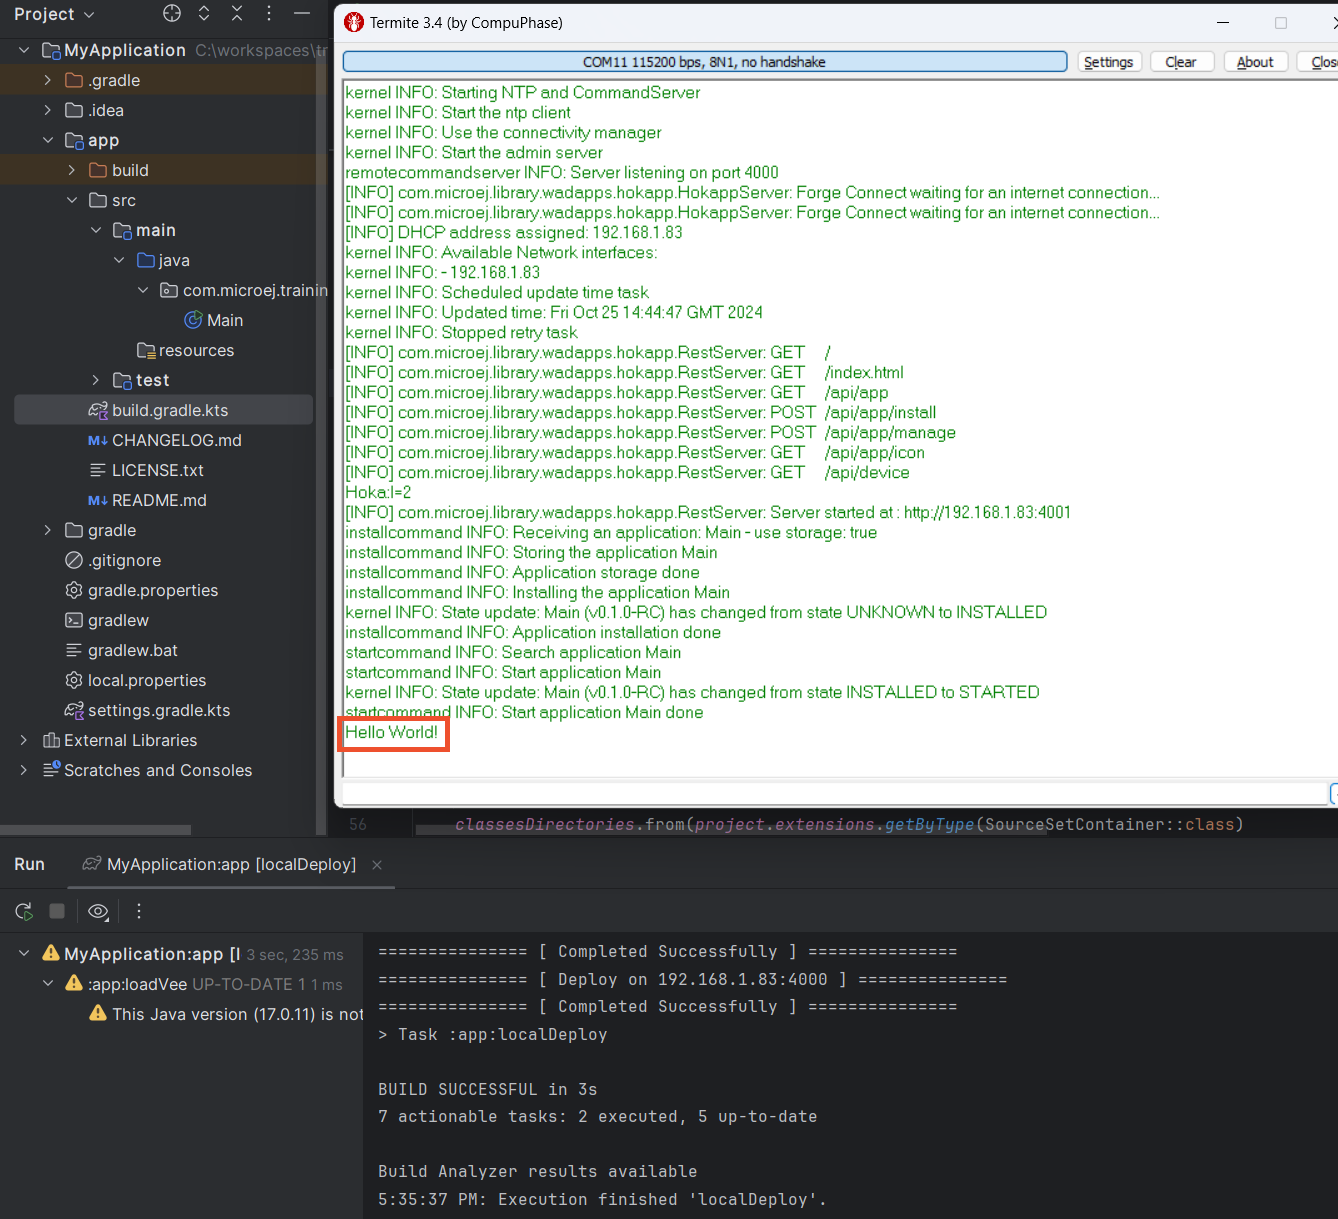 Project
MyApplication C:\workspaces\tr
.gradle
.idea
app
build
src
main
java
com.microej.trainin
Main
resources
test
build.gradle.kts
M↓ CHANGELOG.md
LICENSE.txt
M↓ README.md
gradle
.gitignore
gradle.properties
gradlew
gradlew.bat
local.properties
settings.gradle.kts
External Libraries
Scratches and Consoles
Termite 3.4 (by CompuPhase)
COM11 115200 bps, 8N1, no handshake
Settings
Clear
About
Close
kernel INFO: Starting NTP and CommandServer
kernel INFO: Start the ntp client
kernel INFO: Use the connectivity manager
kernel INFO: Start the admin server
remotecommandserver INFO: Server listening on port 4000
[INFO] com.microej.library.wadapps.hokapp.HokappServer: Forge Connect waiting for an internet connection...
[INFO] com.microej.library.wadapps.hokapp.HokappServer: Forge Connect waiting for an internet connection...
[INFO] DHCP address assigned: 192.168.1.83
kernel INFO: Available Network interfaces:
kernel INFO: - 192.168.1.83
kernel INFO: Scheduled update time task
kernel INFO: Updated time: Fri Oct 25 14:44:47 GMT 2024
kernel INFO: Stopped retry task
[INFO] com.microej.library.wadapps.hokapp.RestServer: GET /
[INFO] com.microej.library.wadapps.hokapp.RestServer: GET /index.html
[INFO] com.microej.library.wadapps.hokapp.RestServer: GET /api/app
[INFO] com.microej.library.wadapps.hokapp.RestServer: POST /api/app/install
[INFO] com.microej.library.wadapps.hokapp.RestServer: POST /api/app/manage
[INFO] com.microej.library.wadapps.hokapp.RestServer: GET /api/app/icon
[INFO] com.microej.library.wadapps.hokapp.RestServer: GET /api/device
Hoka:I=2
[INFO] com.microej.library.wadapps.hokapp.RestServer: Server started at : http://192.168.1.83:4001
installcommand INFO: Receiving an application: Main - use storage: true
installcommand INFO: Storing the application Main
installcommand INFO: Application storage done
installcommand INFO: Installing the application Main
kernel INFO: State update: Main (v0.1.0-RC) has changed from state UNKNOWN to INSTALLED
installcommand INFO: Application installation done
startcommand INFO: Search application Main
startcommand INFO: Start application Main
kernel INFO: State update: Main (v0.1.0-RC) has changed from state INSTALLED to STARTED
startcommand INFO: Start application Main done
Hello World!
56 classesDirectories.from(project.extensions.getByType(SourceSetContainer::class)
Run MyApplication:app [localDeploy]
MyApplication:app [l 3 sec, 235 ms
:app:loadVee UP-TO-DATE 1 1 ms
This Java version (17.0.11) is not
=============== [ Completed Successfully ] ===============
=============== [ Deploy on 192.168.1.83:4000 ] ===============
=============== [ Completed Successfully ] ===============
> Task :app:localDeploy
BUILD SUCCESSFUL in 3s
7 actionable tasks: 2 executed, 5 up-to-date
Build Analyzer results available
5:35:37 PM: Execution finished 'localDeploy'.